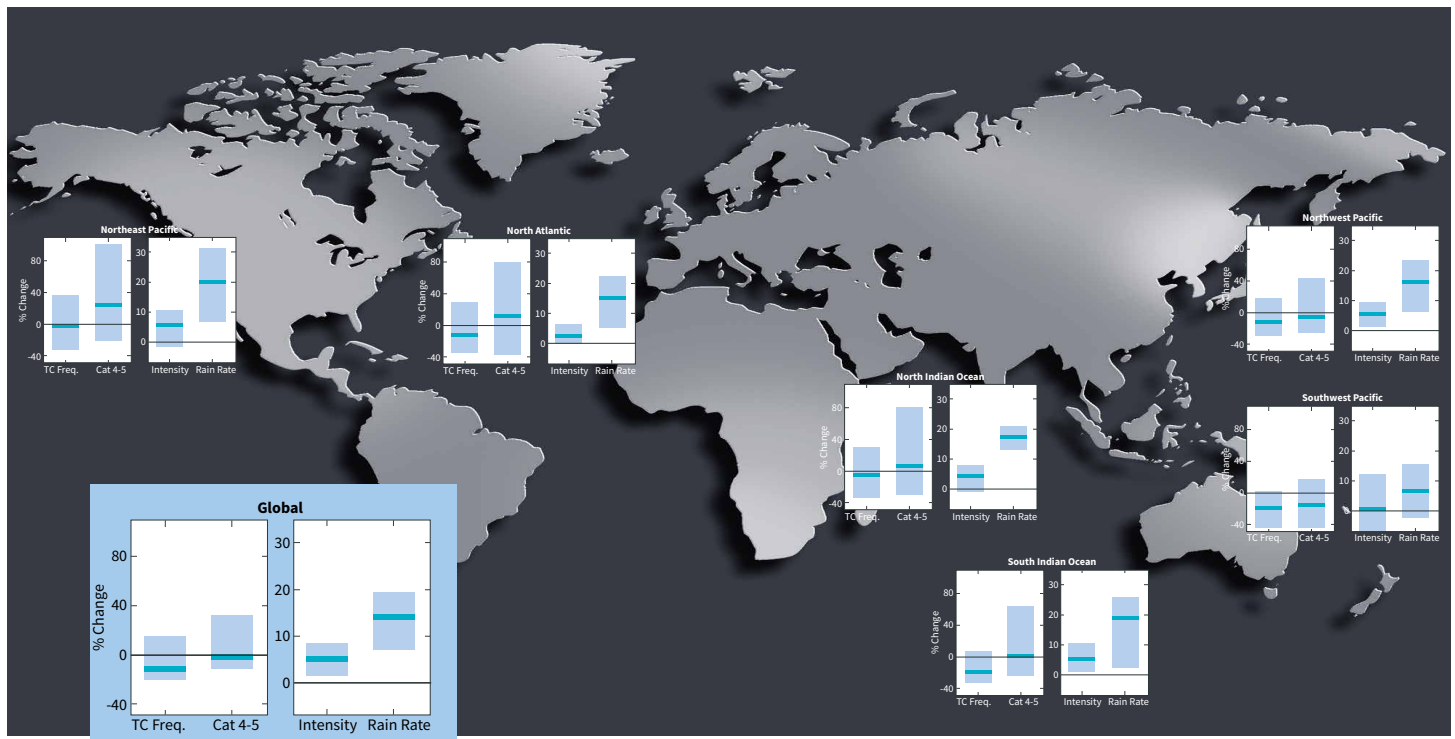 Northeast Pacific
% Change
80
40
0
-40
TC Freq.
Cat 4-5
30
20
10
0
Intensity
Rain Rate
North Atlantic
% Change
80
40
0
-40
TC Freq.
Cat 4-5
30
20
10
0
Intensity
Rain Rate
Northwest Pacific
% Change
80
40
0
-40
TC Freq.
Cat 4-5
30
20
10
0
Intensity
Rain Rate
North Indian Ocean
% Change
80
40
0
-40
TC Freq.
Cat 4-5
30
20
10
0
Intensity
Rain Rate
Southwest Pacific
% Change
80
40
0
-40
TC Freq.
Cat 4-5
30
20
10
Intensity
Rain Rate
Global
% Change
80
40
0
-40
TC Freq.
Cat 4-5
30
20
10
0
Intensity
Rain Rate
South Indian Ocean
% Change
80
40
0
-40
TC Freq.
Cat 4-5
30
20
10
0
Intensity
Rain Rate